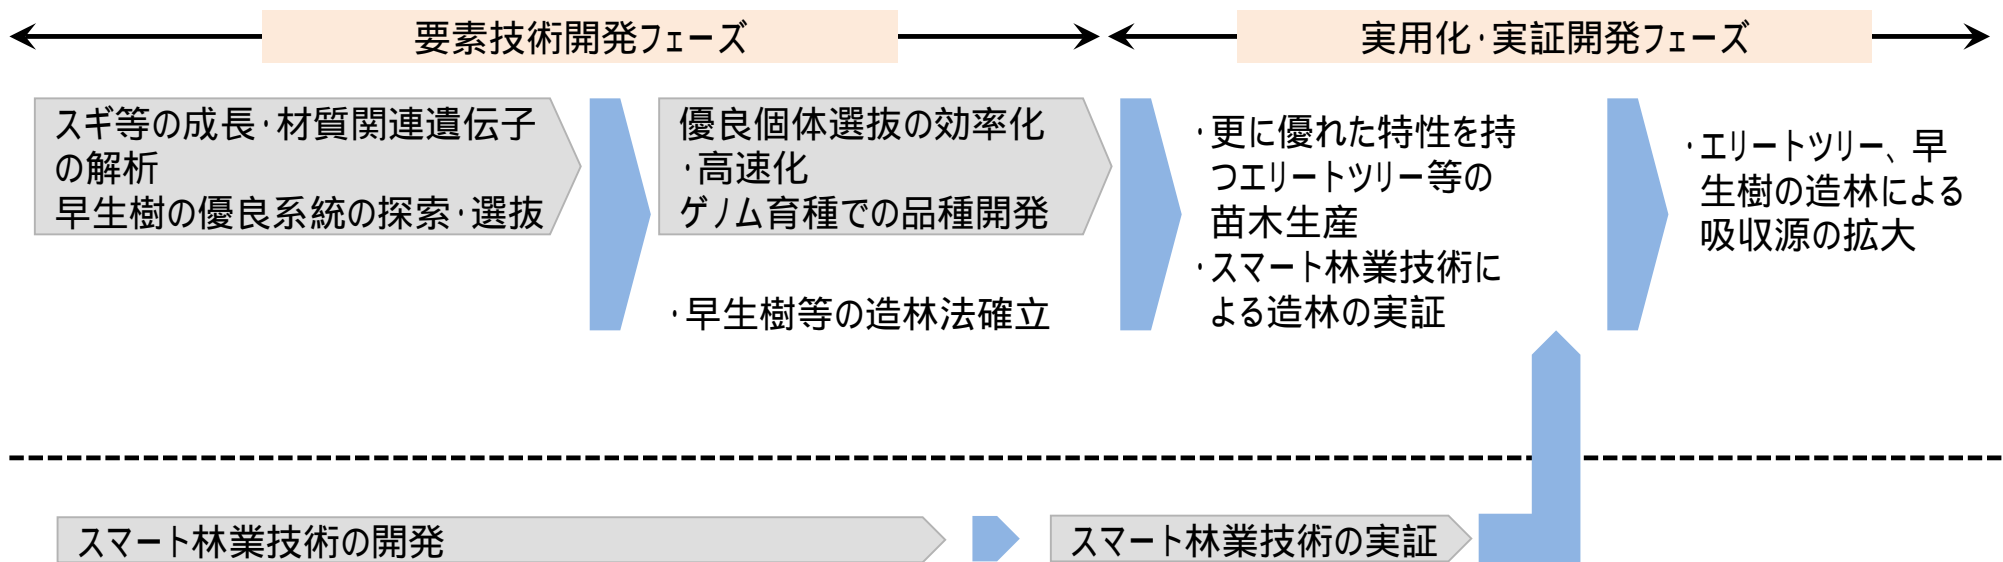 要素技術開発フェーズ
実用化･実証開発フェーズ
スギ等の成長･材質関連遺伝子
の解析
早生樹の優良系統の探索･選抜
優良個体選抜の効率化
･高速化
ゲノム育種での品種開発
･早生樹等の造林法確立
･更に優れた特性を持
つエリートツリー等の
苗木生産
･スマート林業技術に
よる造林の実証
･エリートツリー、早
生樹の造林による
吸収源の拡大
スマート林業技術の開発
スマート林業技術の実証